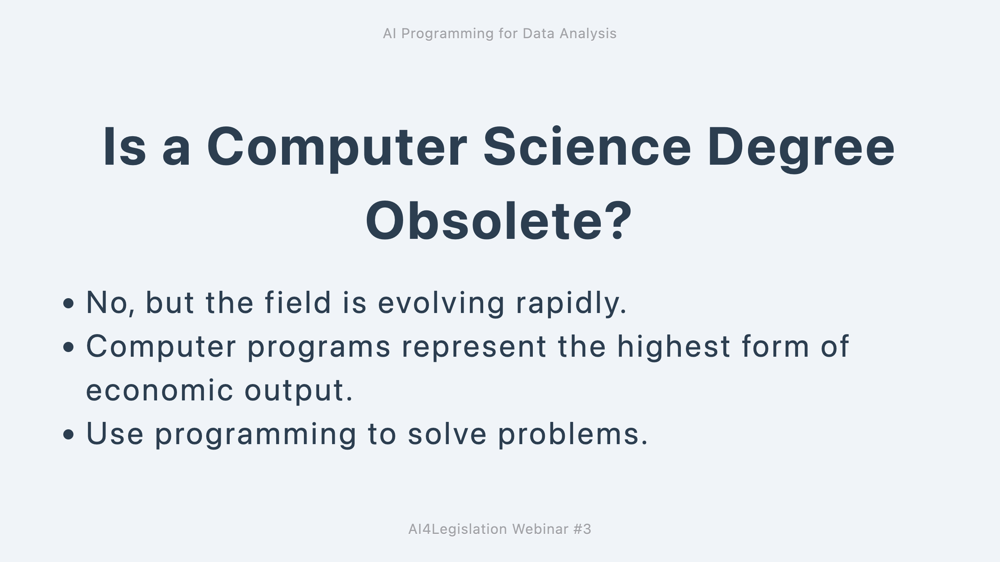 AI Programming for Data Analysis
Is a Computer Science Degree
Obsolete?
• No, but the field is evolving rapidly.
• Computer programs represent the highest form of
economic output.
• Use programming to solve problems.
AI4Legislation Webinar #3